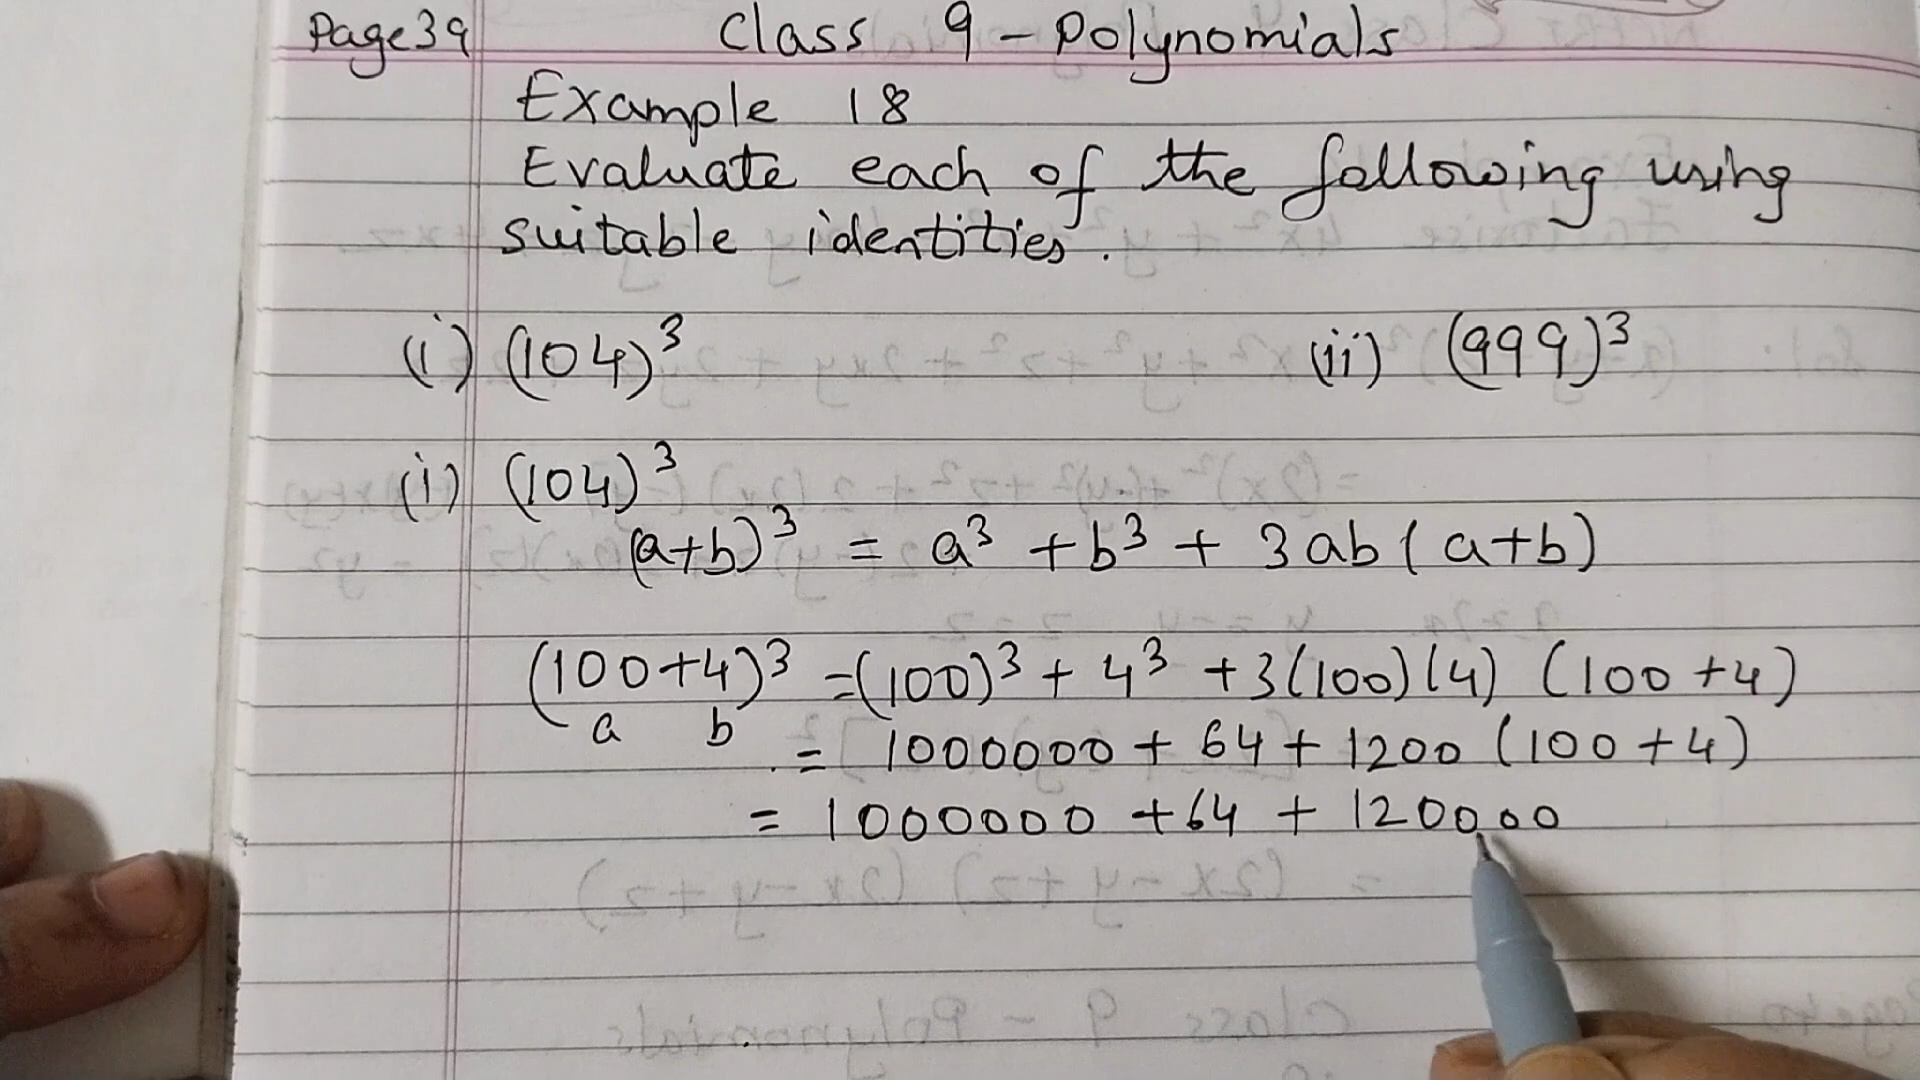 Page 39 Class 9 - Polynomials
Example 18
Evaluate each of the following using
suitable identities.
(i) (104)³ (ii) (999)³
(i) (104)³
(a+b)³ = a³ + b³ + 3ab(a+b)
(100+4)³ = (100)³ + 4³ + 3(100)(4) (100+4)
a b
= 1000000 + 64 + 1200 (100+4)
= 1000000 + 64 + 120000